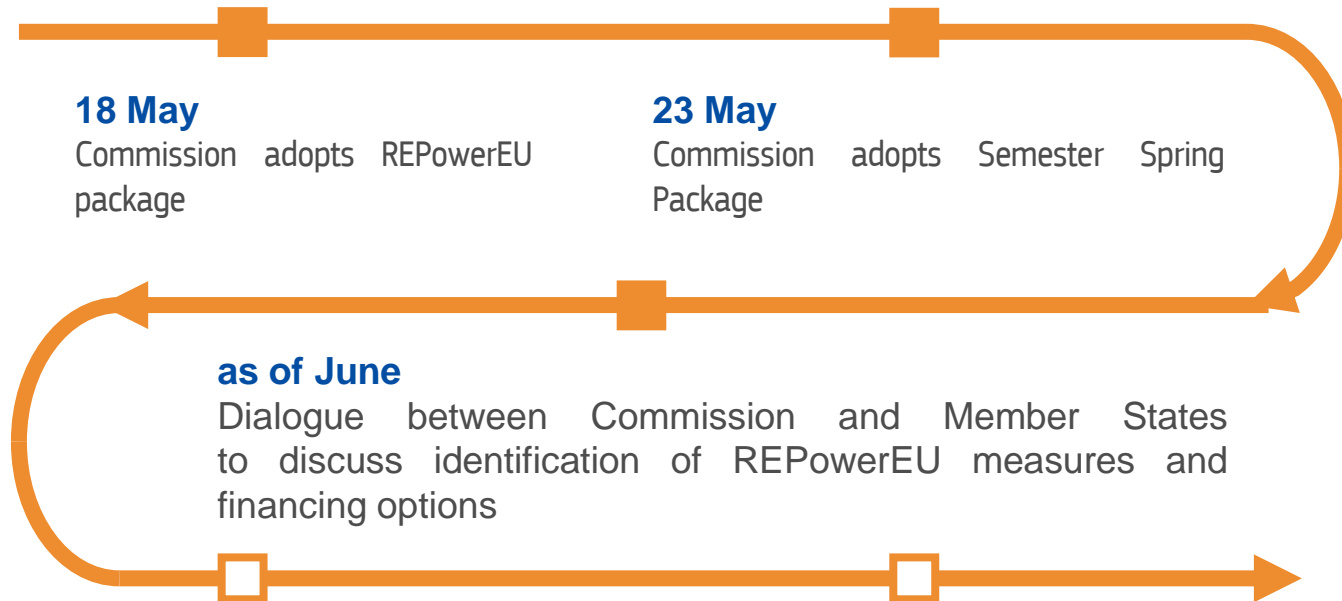 18 May
Commission adopts REPowerEU
package
23 May
Commission adopts Semester Spring
Package
as of June
Dialogue between Commission and Member States
to discuss identification of REPowerEU measures and
financing options